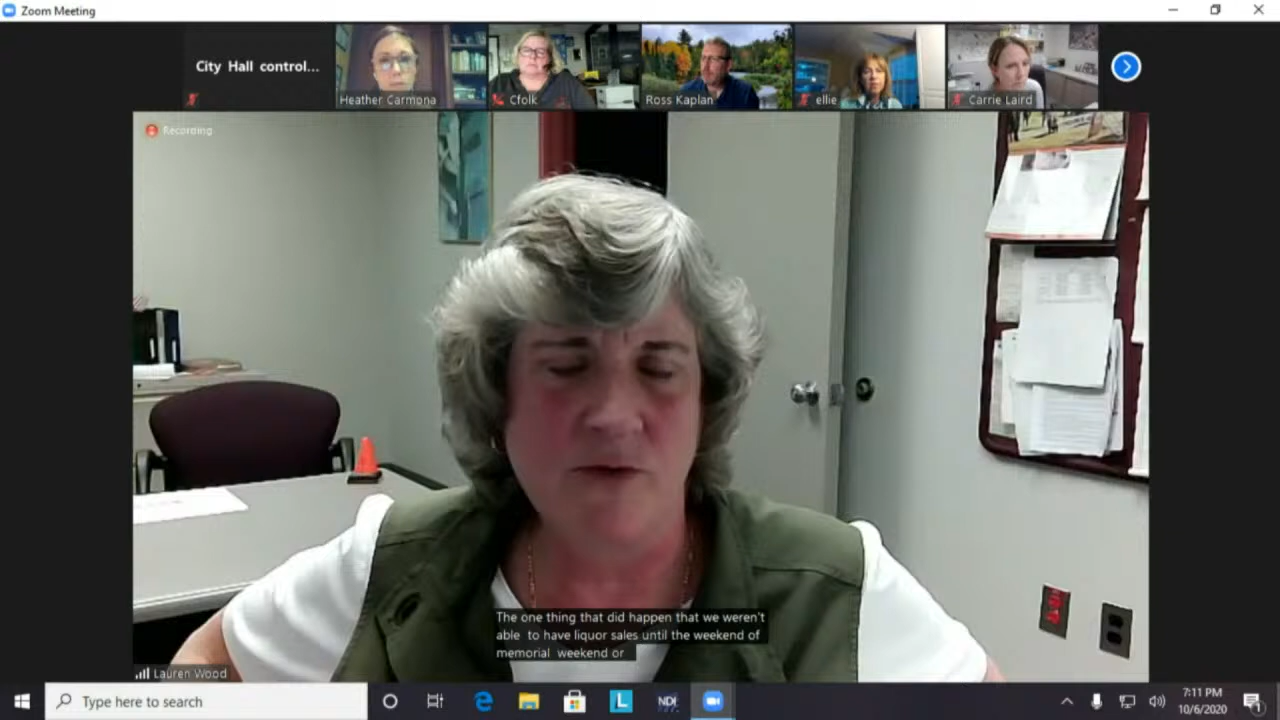 Zoom Meeting
City Hall control...
Heather Carmona
Cfolk
Ross Kaplan
ellie
Carrie Laird
Recording
The one thing that did happen that we weren't
able to have liquor sales until the weekend of
memorial weekend or
Lauren Wood
Type here to search
L
NDI
7:11 PM
10/6/2020
1